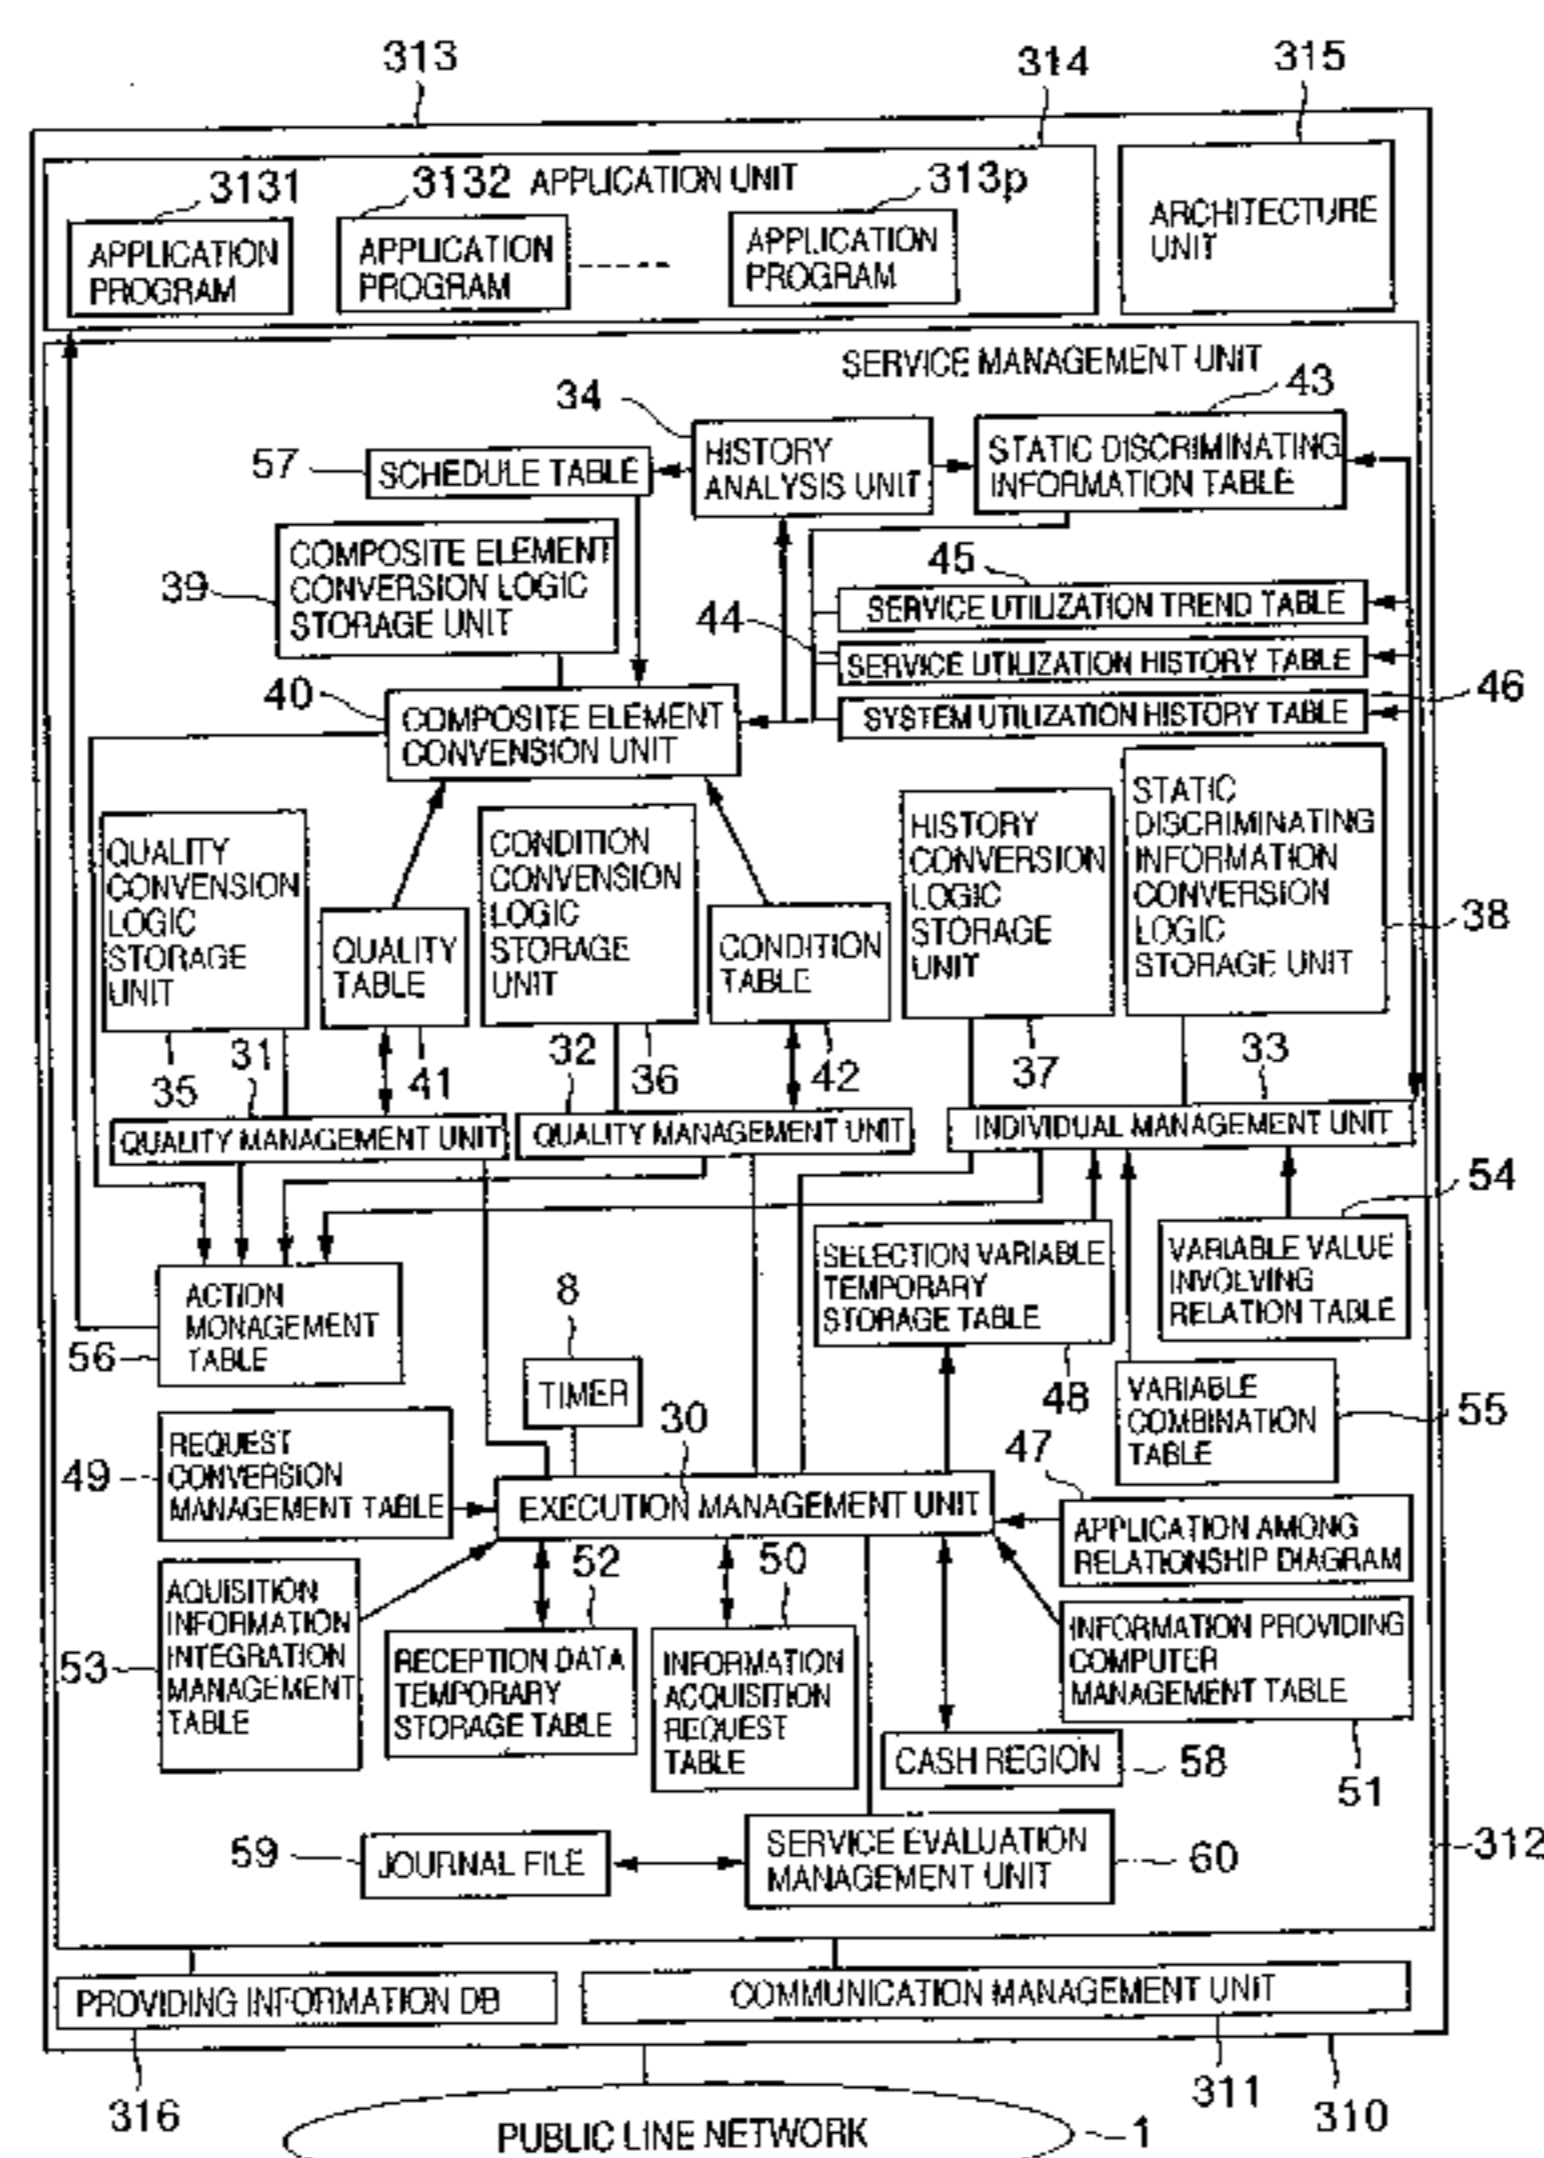 313
314
315
3131
3132
APPLICATION UNIT
313p
APPLICATION
PROGRAM
APPLICATION
PROGRAM
APPLICATION
PROGRAM
ARCHITECTURE
UNIT
SERVICE MANAGEMENT UNIT
34
43
57
SCHEDULE TABLE
HISTORY
ANALYSIS UNIT
STATIC DISCRIMINATING
INFORMATION TABLE
39
COMPOSITE ELEMENT
CONVERSION LOGIC
STORAGE UNIT
45
SERVICE UTILIZATION TREND TABLE
44
SERVICE UTILIZATION HISTORY TABLE
46
SYSTEM UTILIZATION HISTORY TABLE
40
COMPOSITE ELEMENT
CONVENSION UNIT
QUALITY
CONVENSION
LOGIC
STORAGE
UNIT
QUALITY
TABLE
CONDITION
CONVENSION
LOGIC
STORAGE
UNIT
CONDITION
TABLE
HISTORY
CONVERSION
LOGIC
STORAGE
UNIT
STATIC
DISCRIMINATING
INFORMATION
CONVERSION
LOGIC
STORAGE UNIT
38
35
31
41
32
36
42
37
33
QUALITY MANAGEMENT UNIT
QUALITY MANAGEMENT UNIT
INDIVIDUAL MANAGEMENT UNIT
54
ACTION
MONAGEMENT
TABLE
56
8
TIMER
SELECTION VARIABLE
TEMPORARY
STORAGE TABLE
48
VARIABLE VALUE
INVOLVING
RELATION TABLE
VARIABLE
COMBINATION
TABLE
55
49
REQUEST
CONVERSION
MANAGEMENT TABLE
30
EXECUTION MANAGEMENT UNIT
47
APPLICATION AMONG
RELATIONSHIP DIAGRAM
53
AQUISITION
INFORMATION
INTEGRATION
MANAGEMENT
TABLE
52
RECEPTION DATA
TEMPORARY
STORAGE TABLE
50
INFORMATION
ACQUISITION
REQUEST
TABLE
INFORMATION PROVIDING
COMPUTER
MANAGEMENT TABLE
51
CASH REGION
58
59
JOURNAL FILE
SERVICE EVALUATION
MANAGEMENT UNIT
60
312
PROVIDING INFORMATION DB
COMMUNICATION MANAGEMENT UNIT
316
311
310
PUBLIC LINE NETWORK
1